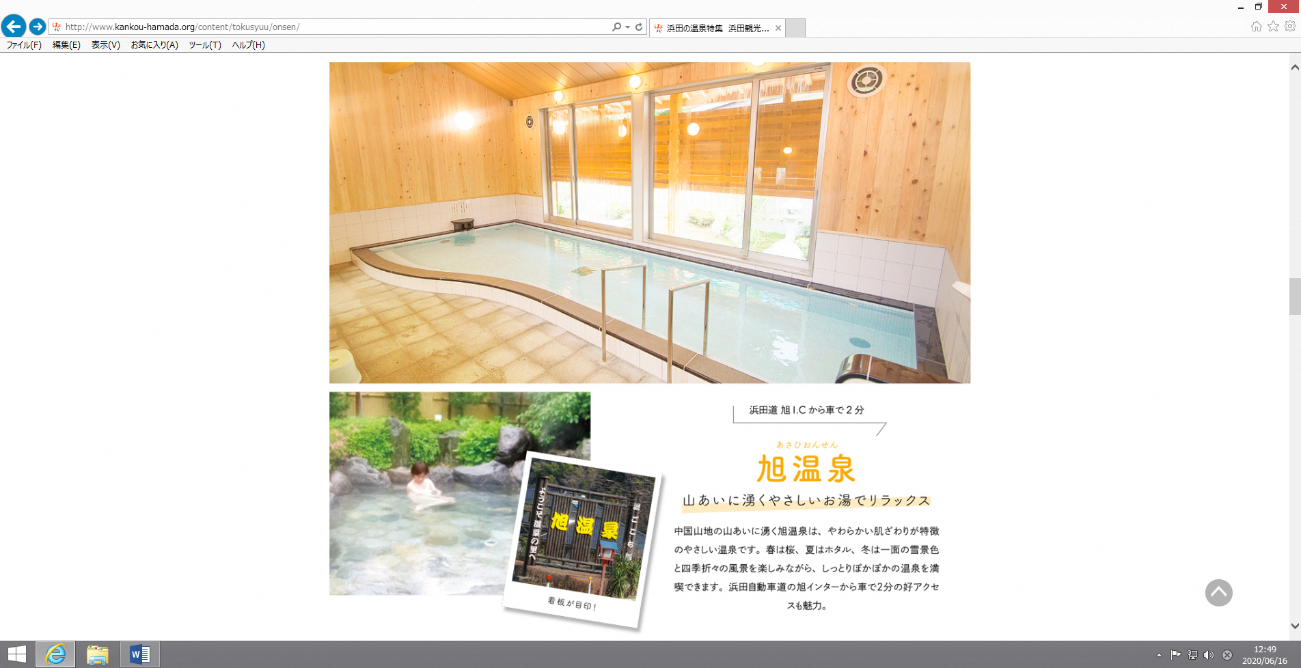 http://www.kankou-hamada.org/content/tokusyuu/onsen/
浜田の温泉特集 浜田観光...
ファイル(F) 編集(E) 表示(V) お気に入り(A) ツール(T) ヘルプ(H)
浜田道 旭I.Cから車で2分
あさひおんせん
旭温泉
山あいに湧くやさしいお湯でリラックス
中国山地の山あいに湧く旭温泉は、やわらかい肌ざわりが特徴
のやさしい温泉です。春は桜、夏はホタル、冬は一面の雪景色
と四季折々の風景を楽しみながら、しっとりぽかぽかの温泉を満
喫できます。浜田自動車道の旭インターから車で2分の好アクセ
スも魅力。
旭温泉
看板が目印!
12:49
2020/06/16